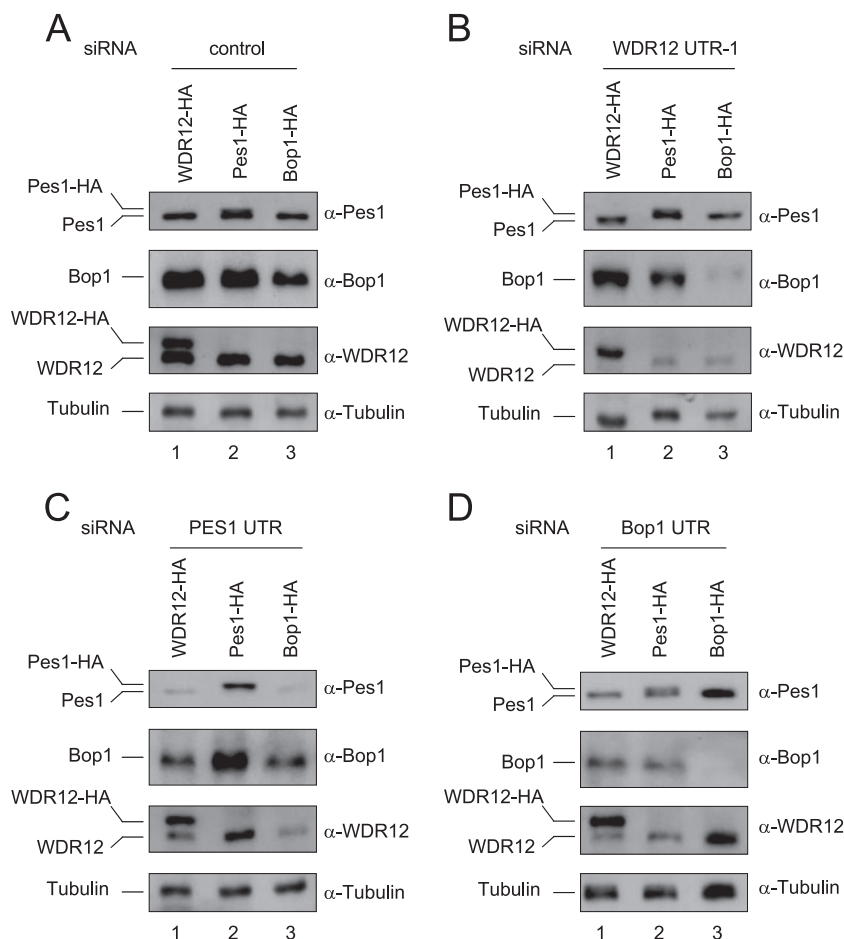 A
siRNA control
WDR12-HA Pes1-HA Bop1-HA
Pes1-HA
Pes1 α-Pes1
Bop1 α-Bop1
WDR12-HA
WDR12 α-WDR12
Tubulin α-Tubulin
1 2 3
B
siRNA WDR12 UTR-1
WDR12-HA Pes1-HA Bop1-HA
Pes1-HA
Pes1 α-Pes1
Bop1 α-Bop1
WDR12-HA
WDR12 α-WDR12
Tubulin α-Tubulin
1 2 3
C
siRNA PES1 UTR
WDR12-HA Pes1-HA Bop1-HA
Pes1-HA
Pes1 α-Pes1
Bop1 α-Bop1
WDR12-HA
WDR12 α-WDR12
Tubulin α-Tubulin
1 2 3
D
siRNA Bop1 UTR
WDR12-HA Pes1-HA Bop1-HA
Pes1-HA
Pes1 α-Pes1
Bop1 α-Bop1
WDR12-HA
WDR12 α-WDR12
Tubulin α-Tubulin
1 2 3